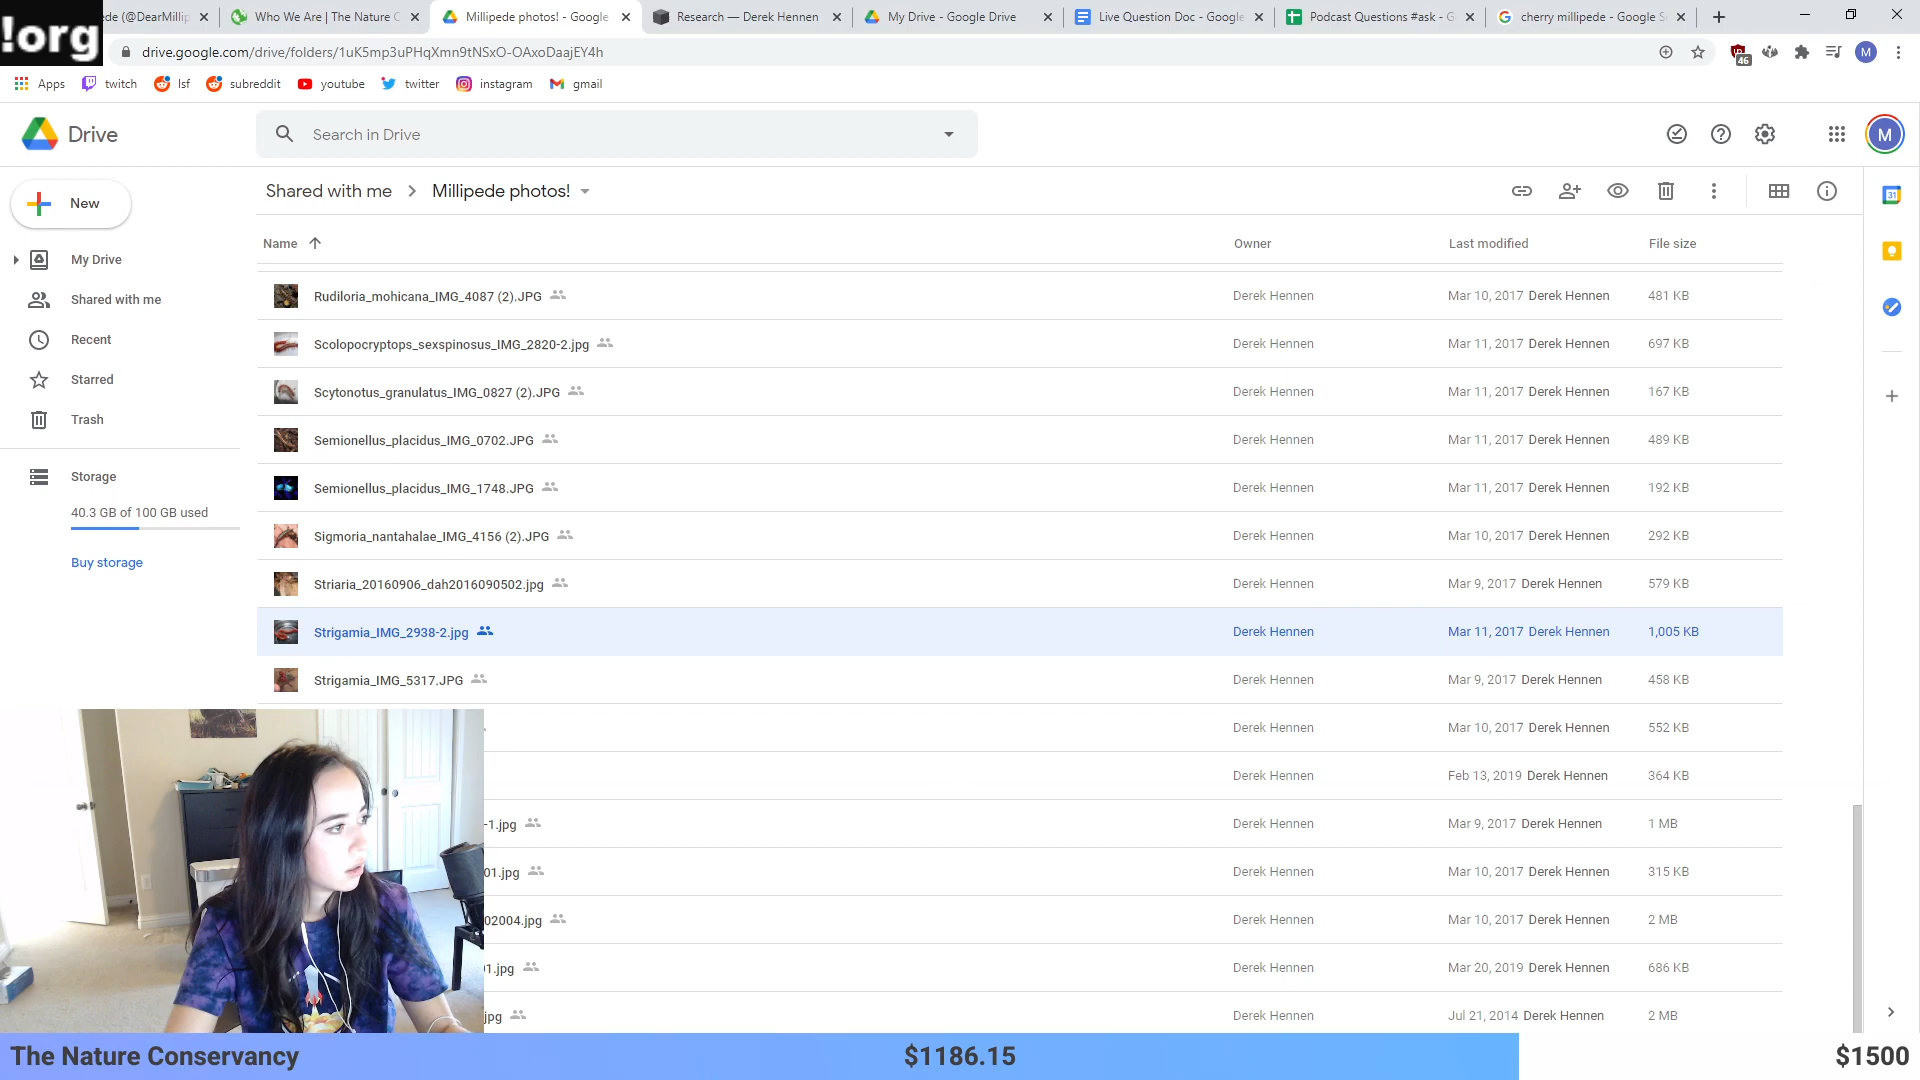 !org
ede (@DearMillip
Who We Are | The Nature C
Millipede photos! - Google
Research — Derek Hennen
My Drive - Google Drive
Live Question Doc - Google
Podcast Questions #ask - G
cherry millipede - Google S
drive.google.com/drive/folders/1uK5mp3uPHqXmn9tNSxO-OAxoDaajEY4h
46
M
Apps
twitch
lsf
subreddit
youtube
twitter
instagram
gmail
Drive
Search in Drive
M
New
Shared with me
Millipede photos!
31
My Drive
Shared with me
Recent
Starred
Trash
Storage
40.3 GB of 100 GB used
Buy storage
Name Owner Last modified File size
Rudiloria_mohicana_IMG_4087 (2).JPG Derek Hennen Mar 10, 2017 Derek Hennen 481 KB
Scolopocryptops_sexspinosus_IMG_2820-2.jpg Derek Hennen Mar 11, 2017 Derek Hennen 697 KB
Scytonotus_granulatus_IMG_0827 (2).JPG Derek Hennen Mar 11, 2017 Derek Hennen 167 KB
Semionellus_placidus_IMG_0702.JPG Derek Hennen Mar 11, 2017 Derek Hennen 489 KB
Semionellus_placidus_IMG_1748.JPG Derek Hennen Mar 11, 2017 Derek Hennen 192 KB
Sigmoria_nantahalae_IMG_4156 (2).JPG Derek Hennen Mar 10, 2017 Derek Hennen 292 KB
Striaria_20160906_dah2016090502.jpg Derek Hennen Mar 9, 2017 Derek Hennen 579 KB
Strigamia_IMG_2938-2.jpg Derek Hennen Mar 11, 2017 Derek Hennen 1,005 KB
Strigamia_IMG_5317.JPG Derek Hennen Mar 9, 2017 Derek Hennen 458 KB
Derek Hennen Mar 10, 2017 Derek Hennen 552 KB
Derek Hennen Feb 13, 2019 Derek Hennen 364 KB
-1.jpg Derek Hennen Mar 9, 2017 Derek Hennen 1 MB
01.jpg Derek Hennen Mar 10, 2017 Derek Hennen 315 KB
02004.jpg Derek Hennen Mar 10, 2017 Derek Hennen 2 MB
1.jpg Derek Hennen Mar 20, 2019 Derek Hennen 686 KB
jpg Derek Hennen Jul 21, 2014 Derek Hennen 2 MB
The Nature Conservancy $1186.15 $1500